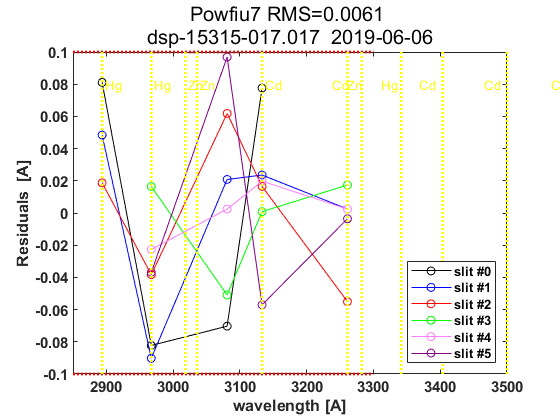 Powfiu7 RMS=0.0061
dsp-15315-017.017 2019-06-06
Residuals [A]
0.1
0.08
0.06
0.04
0.02
0
-0.02
-0.04
-0.06
-0.08
-0.1
Hg Hg Zn Zn Cd Cd Zn Hg Cd Cd
slit #0
slit #1
slit #2
slit #3
slit #4
slit #5
2900 3000 3100 3200 3300 3400 3500
wavelength [A]